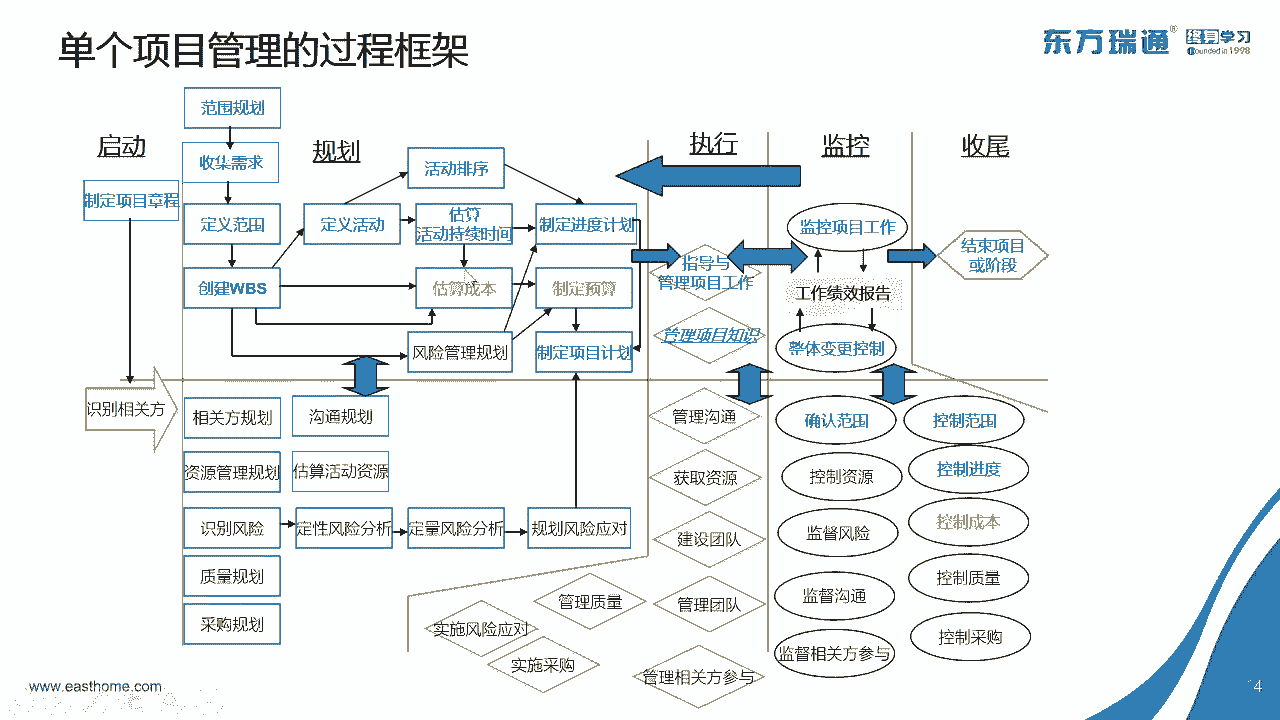 单个项目管理的过程框架
东方瑞通®
终身学习
Founded in 1998
启动
规划
执行
监控
收尾
范围规划
收集需求
制定项目章程
定义范围
创建WBS
定义活动
活动排序
估算
活动持续时间
制定进度计划
估算成本
制定预算
风险管理规划
制定项目计划
指导与
管理项目工作
管理项目知识
监控项目工作
工作绩效报告
整体变更控制
结束项目
或阶段
识别相关方
相关方规划
沟通规划
资源管理规划
估算活动资源
识别风险
定性风险分析
定量风险分析
规划风险应对
质量规划
采购规划
管理沟通
获取资源
建设团队
管理质量
管理团队
实施风险应对
实施采购
管理相关方参与
确认范围
控制范围
控制资源
控制进度
监督风险
控制成本
监督沟通
控制质量
监督相关方参与
控制采购
www.easthome.com
14